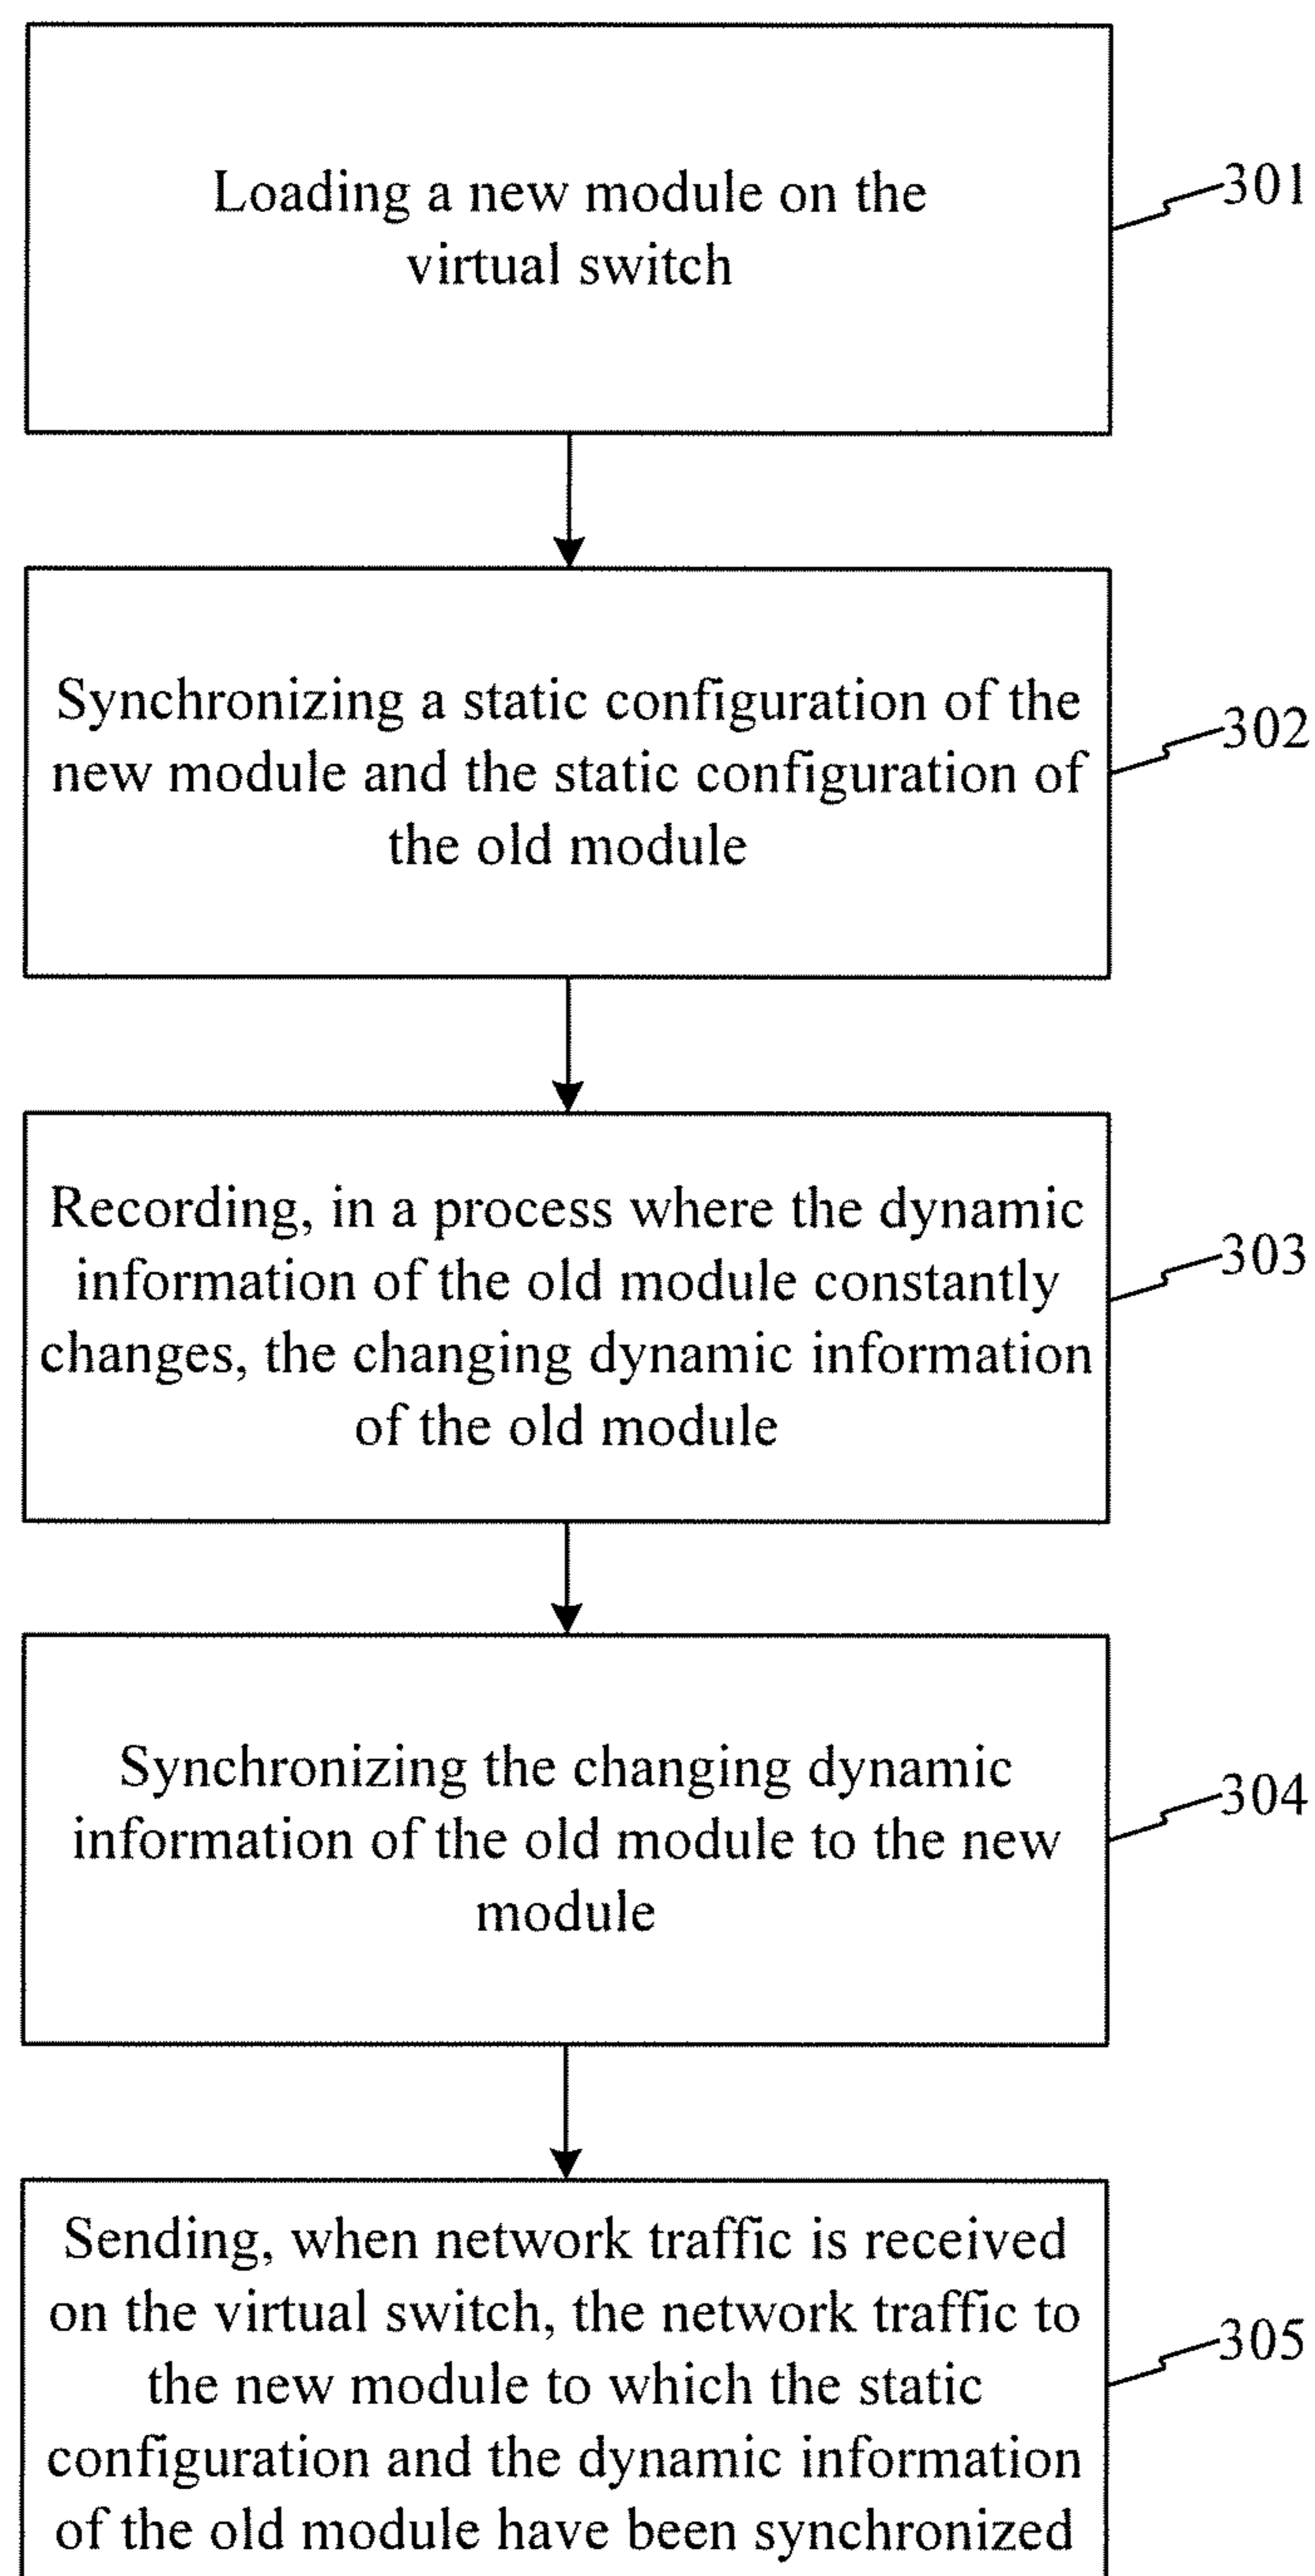 Loading a new module on the
virtual switch
301
Synchronizing a static configuration of the
new module and the static configuration of
the old module
302
Recording, in a process where the dynamic
information of the old module constantly
changes, the changing dynamic information
of the old module
303
Synchronizing the changing dynamic
information of the old module to the new
module
304
Sending, when network traffic is received
on the virtual switch, the network traffic to
the new module to which the static
configuration and the dynamic information
of the old module have been synchronized
305